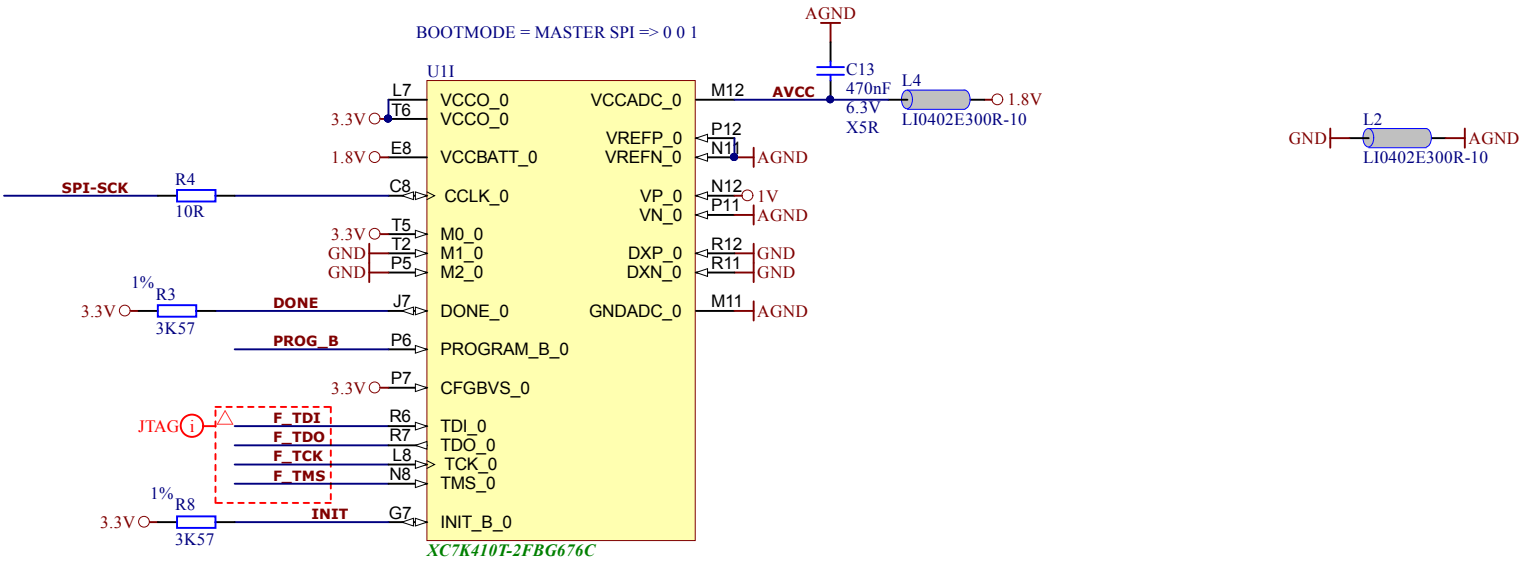 BOOTMODE = MASTER SPI => 0 0 1
AGND
U1I
C13
470nF
6.3V
X5R
L4
LI0402E300R-10
1.8V
AVCC
L2
GND
AGND
LI0402E300R-10
L7
VCCO_0
VCCADC_0
M12
3.3V
T6
VCCO_0
VREFP_0
P12
1.8V
E8
VCCBATT_0
VREFN_0
N11
AGND
SPI-SCK
R4
10R
C8
CCLK_0
VP_0
N12
1V
VN_0
P11
AGND
3.3V
T5
M0_0
GND
T2
M1_0
DXP_0
R12
GND
GND
P5
M2_0
DXN_0
R11
GND
1%
R3
3.3V
3K57
DONE
J7
DONE_0
GNDADC_0
M11
AGND
PROG_B
P6
PROGRAM_B_0
3.3V
P7
CFGBVS_0
JTAG
i
F_TDI
R6
TDI_0
F_TDO
R7
TDO_0
F_TCK
L8
TCK_0
F_TMS
N8
TMS_0
1%
R8
3.3V
3K57
INIT
G7
INIT_B_0
XC7K410T-2FBG676C